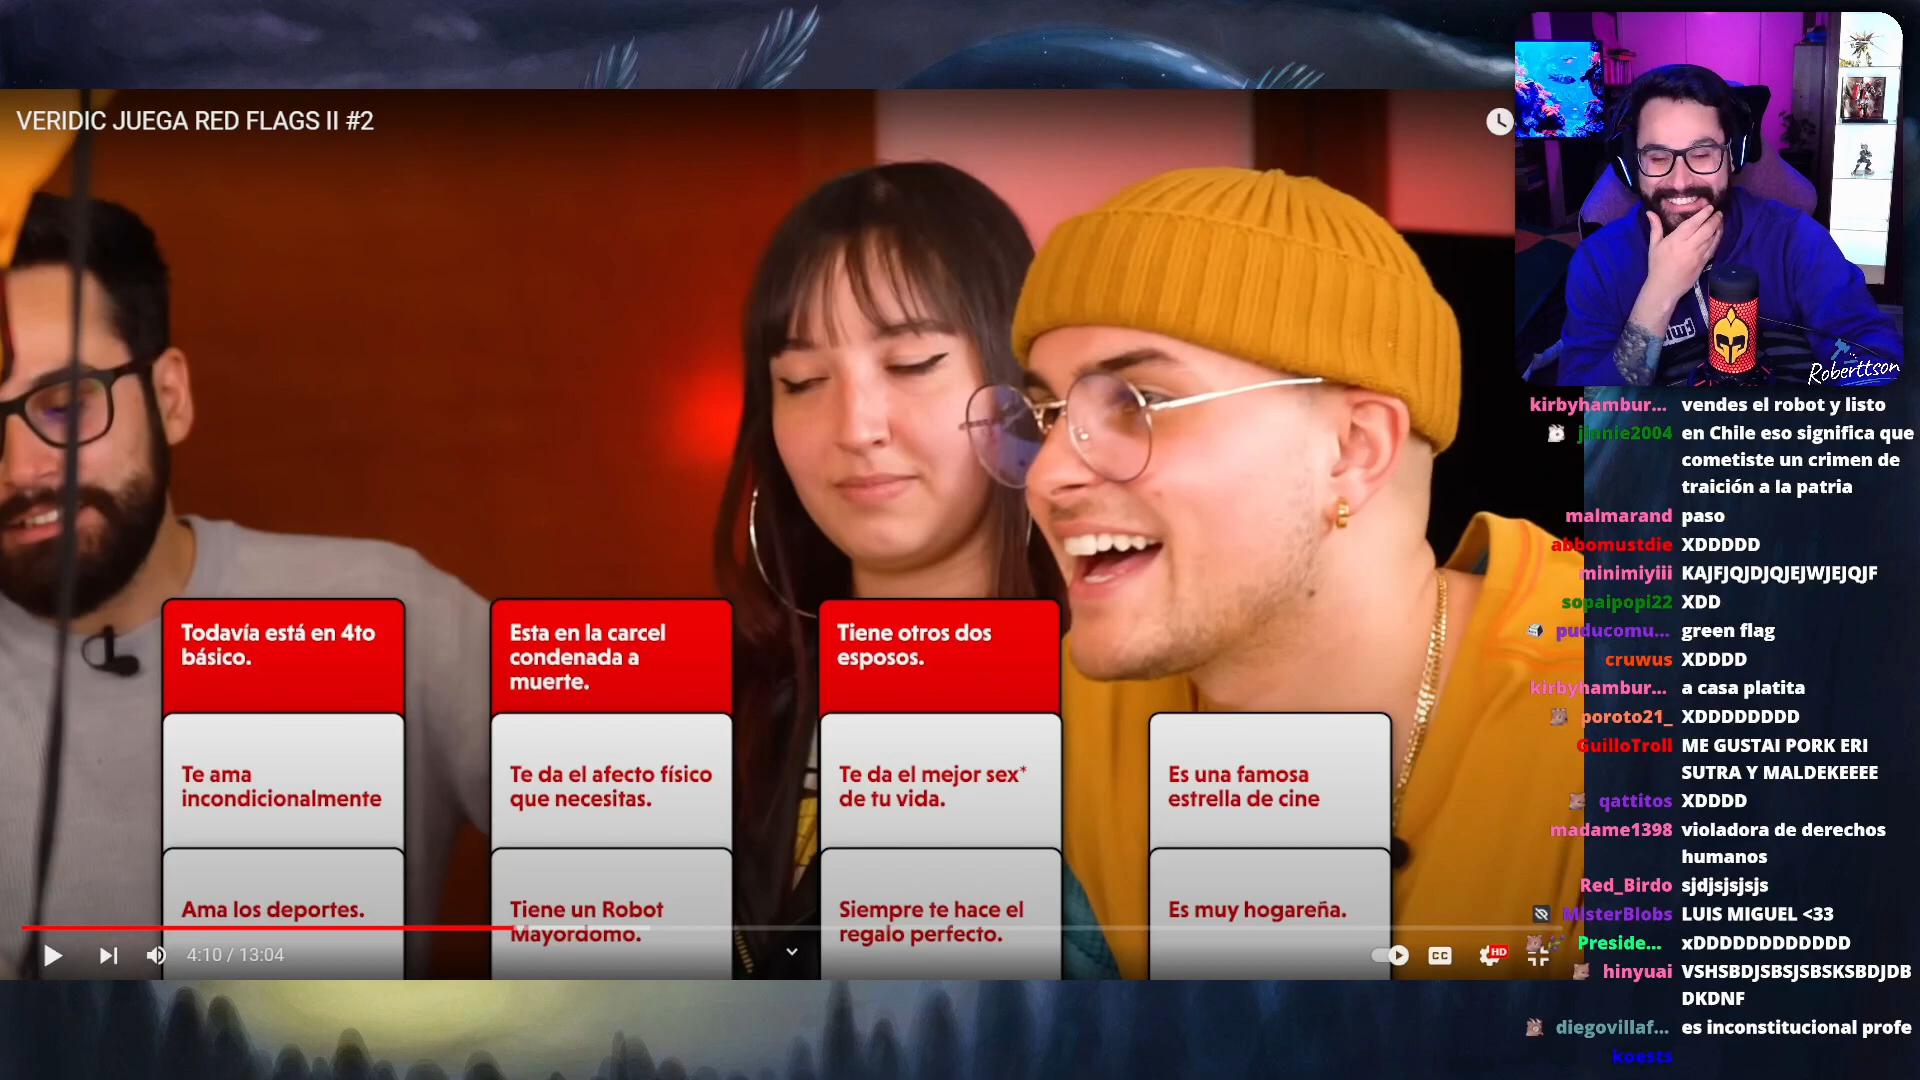 VERIDIC JUEGA RED FLAGS II #2
Todavía está en 4to
básico.
Te ama
incondicionalmente
Ama los deportes.
Esta en la carcel
condenada a
muerte.
Te da el afecto físico
que necesitas.
Tiene un Robot
Mayordomo.
Tiene otros dos
esposos.
Te da el mejor sex*
de tu vida.
Siempre te hace el
regalo perfecto.
Es una famosa
estrella de cine
Es muy hogareña.
4:10 / 13:04
CC
HD
Roberttson
kirbyhambur... vendes el robot y listo
jinnie2004 en Chile eso significa que
cometiste un crimen de
traición a la patria
malmarand paso
abbomustdie XDDDDD
minimiyiii KAJFJQJDJQJEJWJEJQJF
sopaipopi22 XDD
puducomu... green flag
cruwus XDDDD
kirbyhambur... a casa platita
poroto21_ XDDDDDDDD
GuilloTroll ME GUSTAI PORK ERI
SUTRA Y MALDEKEEEE
qattitos XDDDD
madame1398 violadora de derechos
humanos
Red_Birdo sjdjsjsjsjs
MisterBlobs LUIS MIGUEL <33
Preside... xDDDDDDDDDDDD
hinyuai VSHSBDJSBSJSBSKSBDJDB
DKDNF
diegovillaf... es inconstitucional profe
koests